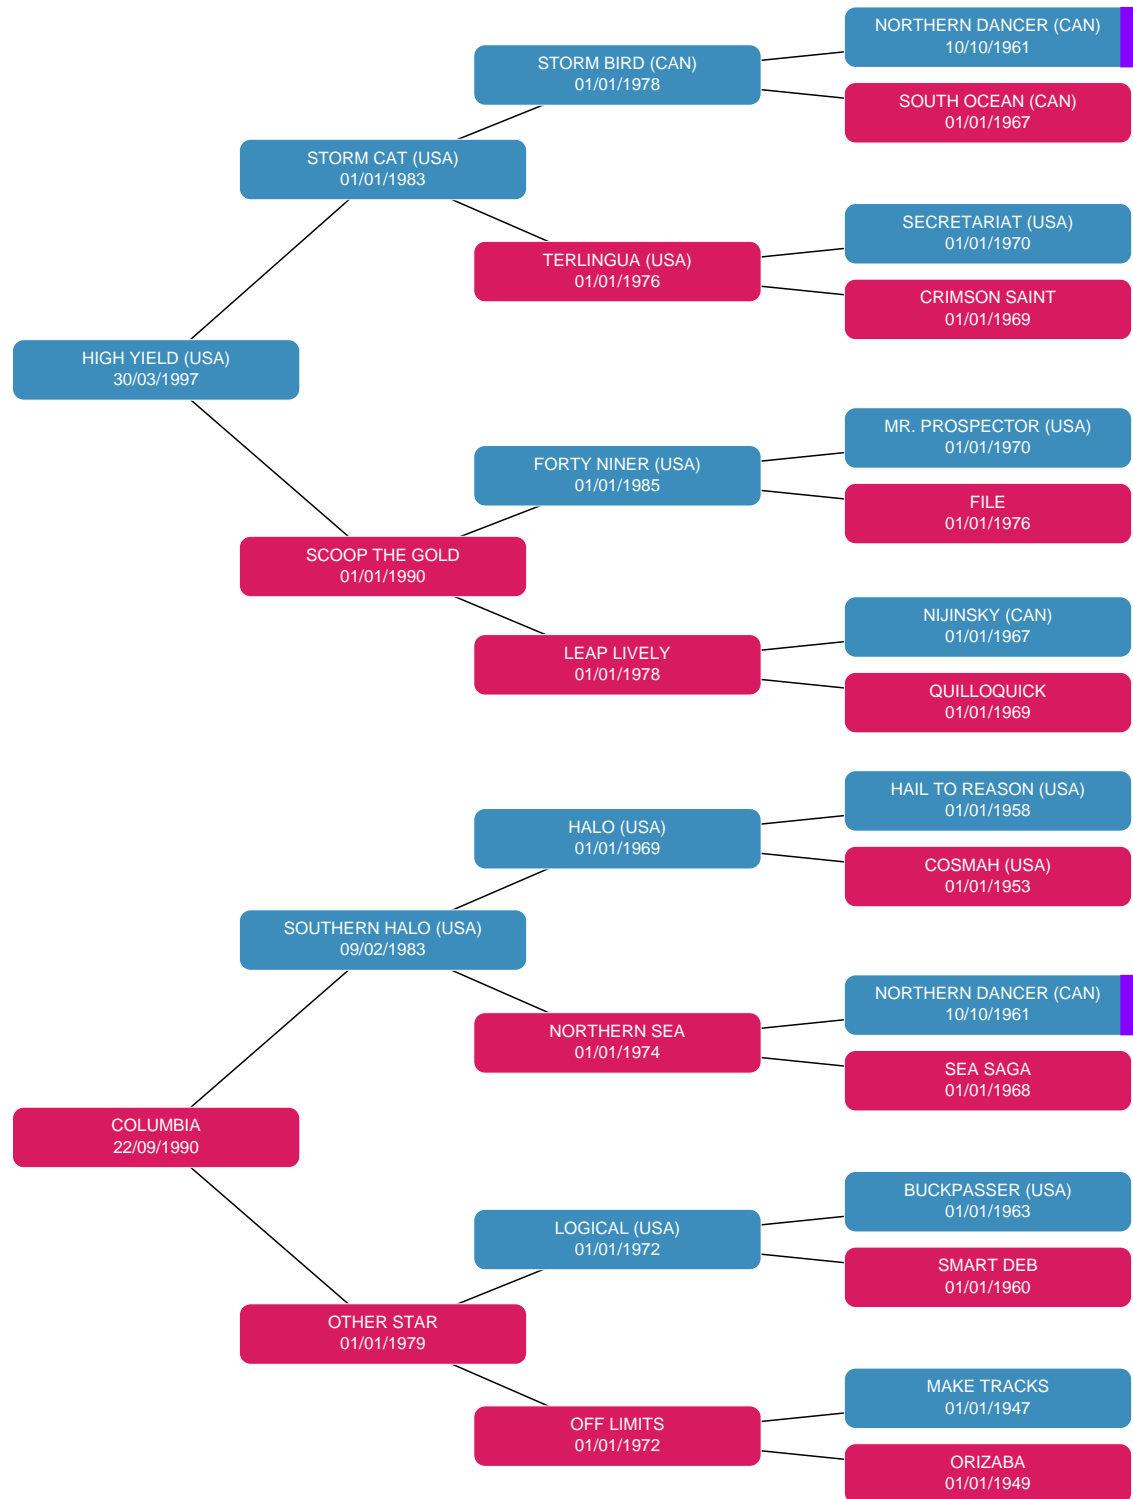 NORTHERN DANCER (CAN)
10/10/1961
STORM BIRD (CAN)
01/01/1978
SOUTH OCEAN (CAN)
01/01/1967
STORM CAT (USA)
01/01/1983
SECRETARIAT (USA)
01/01/1970
TERLINGUA (USA)
01/01/1976
CRIMSON SAINT
01/01/1969
HIGH YIELD (USA)
30/03/1997
MR. PROSPECTOR (USA)
01/01/1970
FORTY NINER (USA)
01/01/1985
FILE
01/01/1976
SCOOP THE GOLD
01/01/1990
NIJINSKY (CAN)
01/01/1967
LEAP LIVELY
01/01/1978
QUILLOQUICK
01/01/1969
HAIL TO REASON (USA)
01/01/1958
HALO (USA)
01/01/1969
COSMAH (USA)
01/01/1953
SOUTHERN HALO (USA)
09/02/1983
NORTHERN DANCER (CAN)
10/10/1961
NORTHERN SEA
01/01/1974
SEA SAGA
01/01/1968
COLUMBIA
22/09/1990
BUCKPASSER (USA)
01/01/1963
LOGICAL (USA)
01/01/1972
SMART DEB
01/01/1960
OTHER STAR
01/01/1979
MAKE TRACKS
01/01/1947
OFF LIMITS
01/01/1972
ORIZABA
01/01/1949